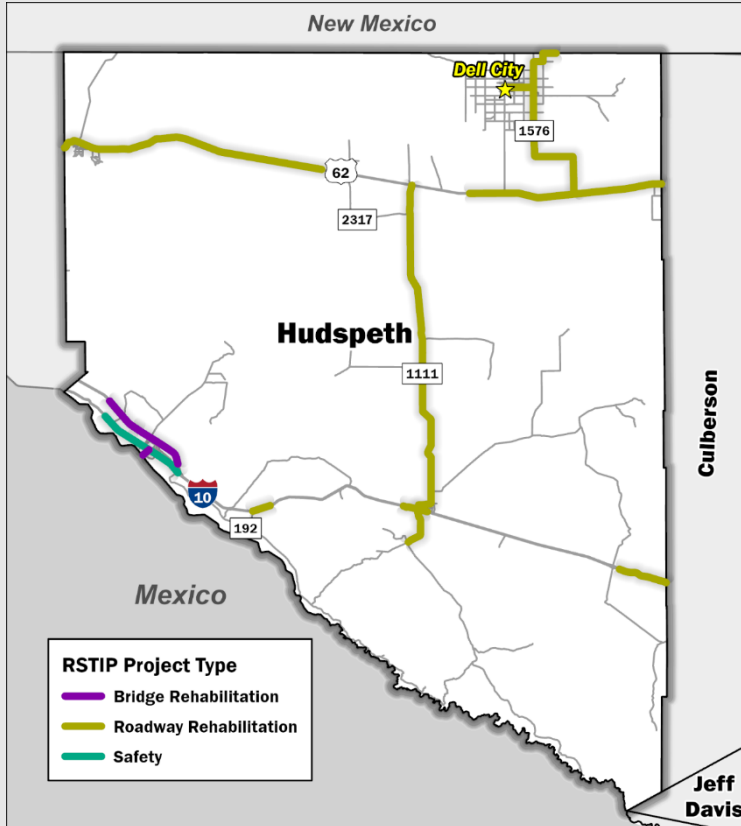 New Mexico
Dell City
1576
62
2317
Hudspeth
1111
Culberson
10
192
Mexico
RSTIP Project Type
Bridge Rehabilitation
Roadway Rehabilitation
Safety
Jeff
Davis